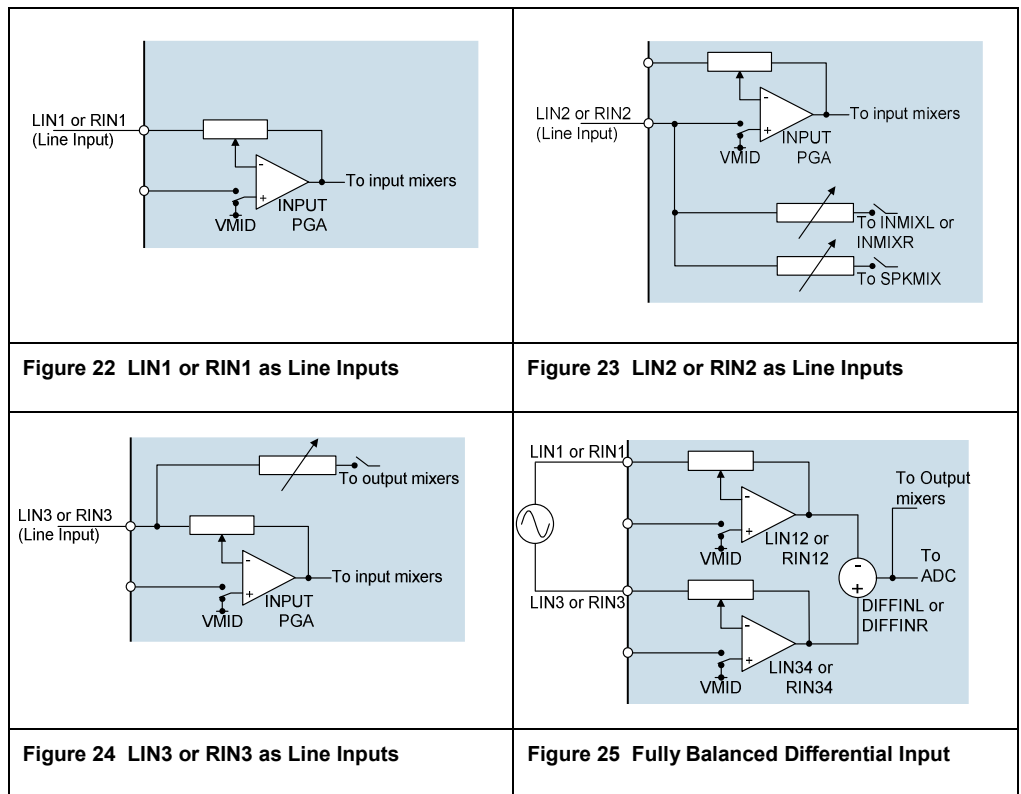 LIN1 or RIN1
(Line Input)
-
+
VMID
INPUT
PGA
To input mixers
LIN2 or RIN2
(Line Input)
-
+
VMID
INPUT
PGA
To input mixers
To INMIXL or
INMIXR
To SPKMIX
Figure 22 LIN1 or RIN1 as Line Inputs
Figure 23 LIN2 or RIN2 as Line Inputs
To output mixers
LIN3 or RIN3
(Line Input)
-
+
VMID
INPUT
PGA
To input mixers
LIN1 or RIN1
-
+
VMID
LIN12 or
RIN12
To Output
mixers
-
+
To
ADC
DIFFINL or
DIFFINR
LIN3 or RIN3
-
+
VMID
LIN34 or
RIN34
Figure 24 LIN3 or RIN3 as Line Inputs
Figure 25 Fully Balanced Differential Input